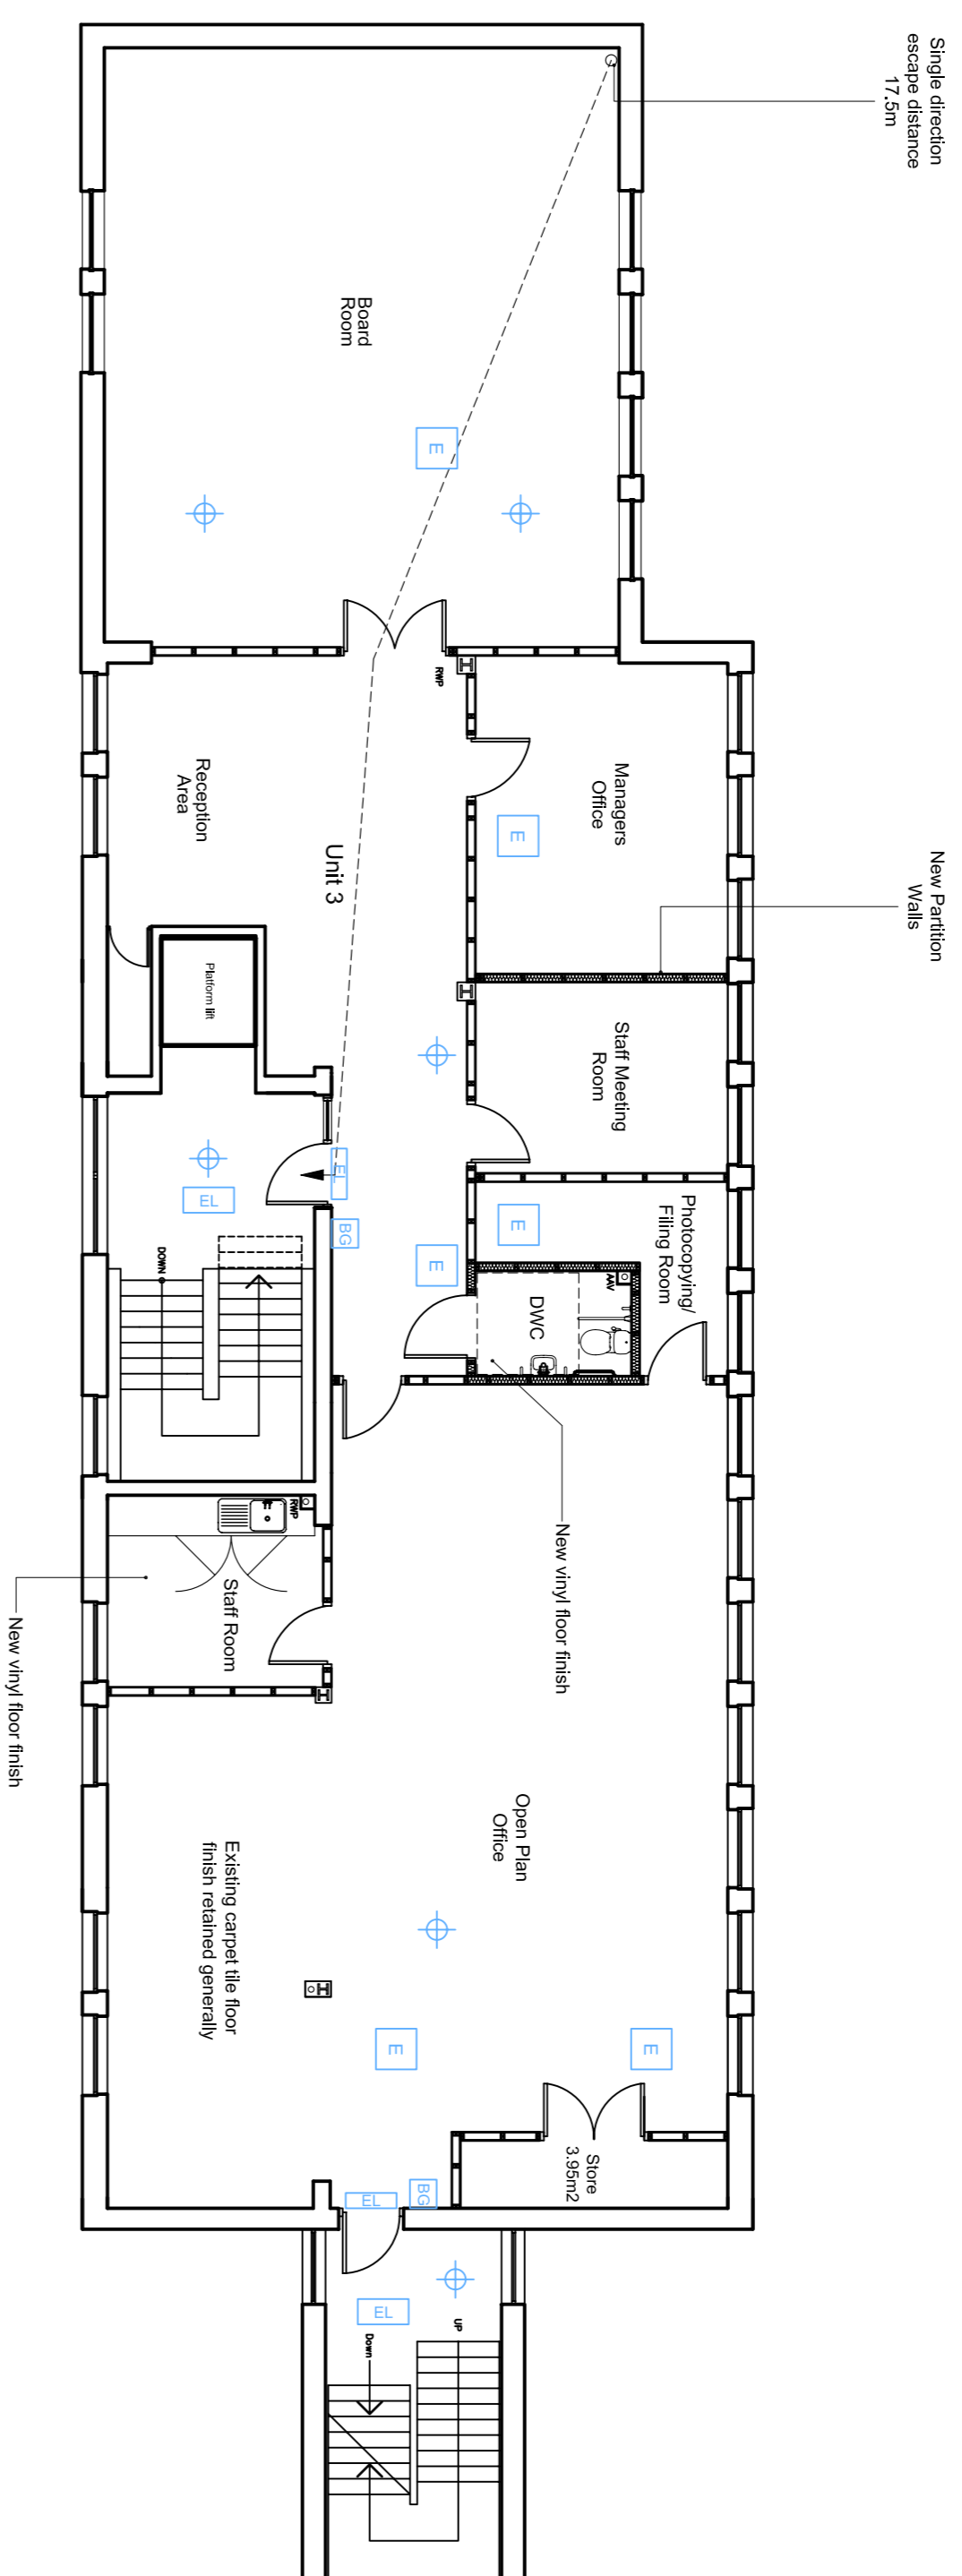 Single direction
escape distance
17.5m
Board
Room
E
RWP
Managers
Office
E
New Partition
Walls
Reception
Area
Unit 3
Platform lift
Staff Meeting
Room
EL
EL
BG
E
E
Photocopying/
Filing Room
AAV
DWC
DOWN
New vinyl floor finish
RWP
Staff Room
New vinyl floor finish
Open Plan
Office
Existing carpet tile floor
finish retained generally
E
E
Store
3.95m2
BG
EL
EL
UP
Down